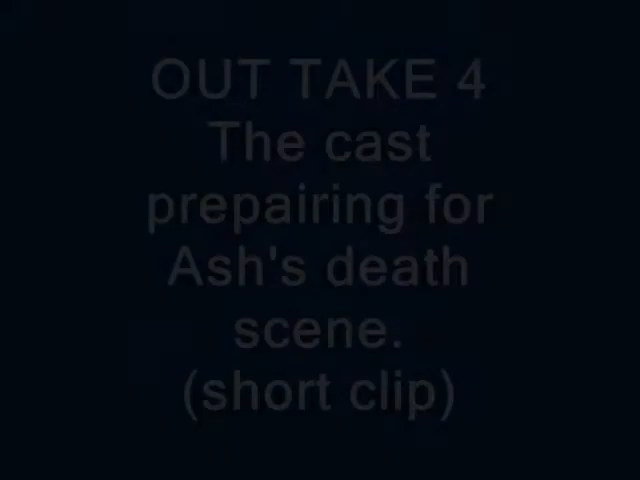 OUT TAKE 4
The cast
prepairing for
Ash's death
scene.
(short clip)